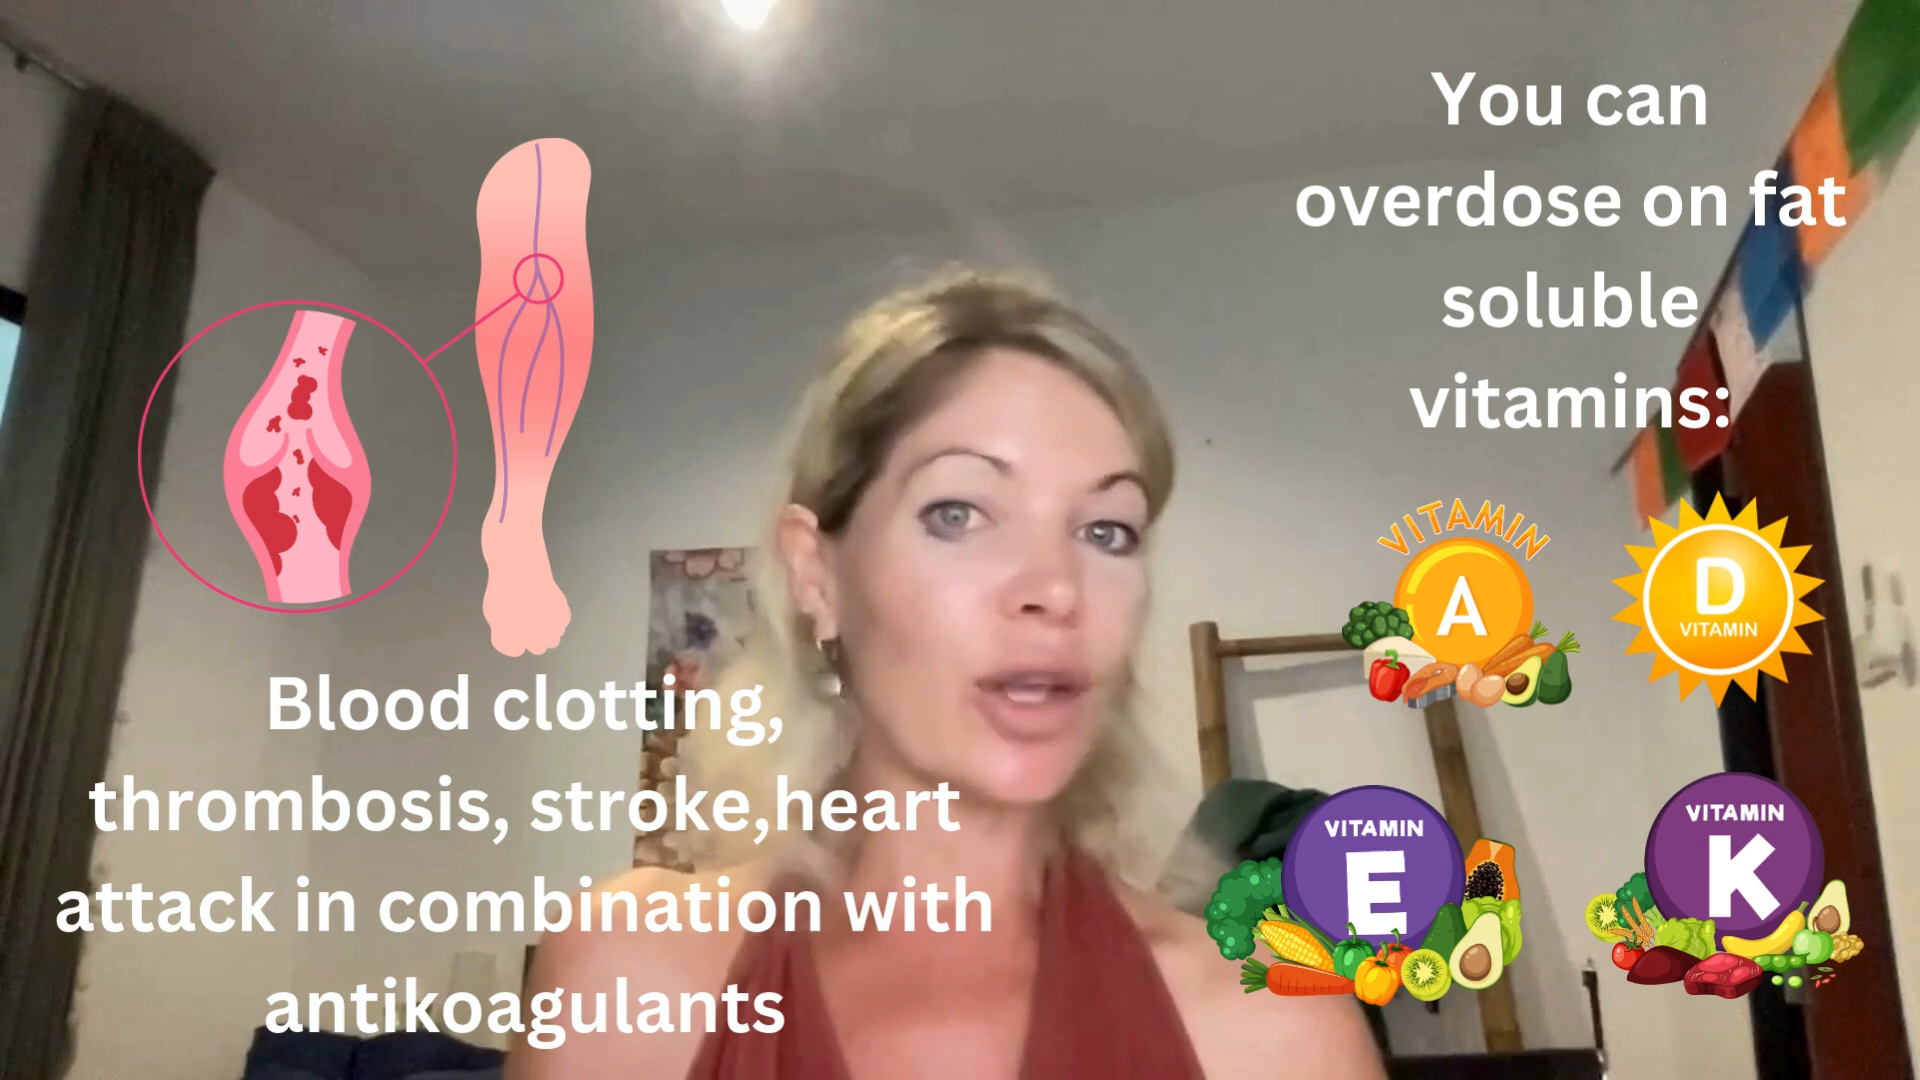 You can
overdose on fat
soluble
vitamins:
VITAMIN
A
D
VITAMIN
VITAMIN
E
VITAMIN
K
Blood clotting,
thrombosis, stroke,heart
attack in combination with
antikoagulants